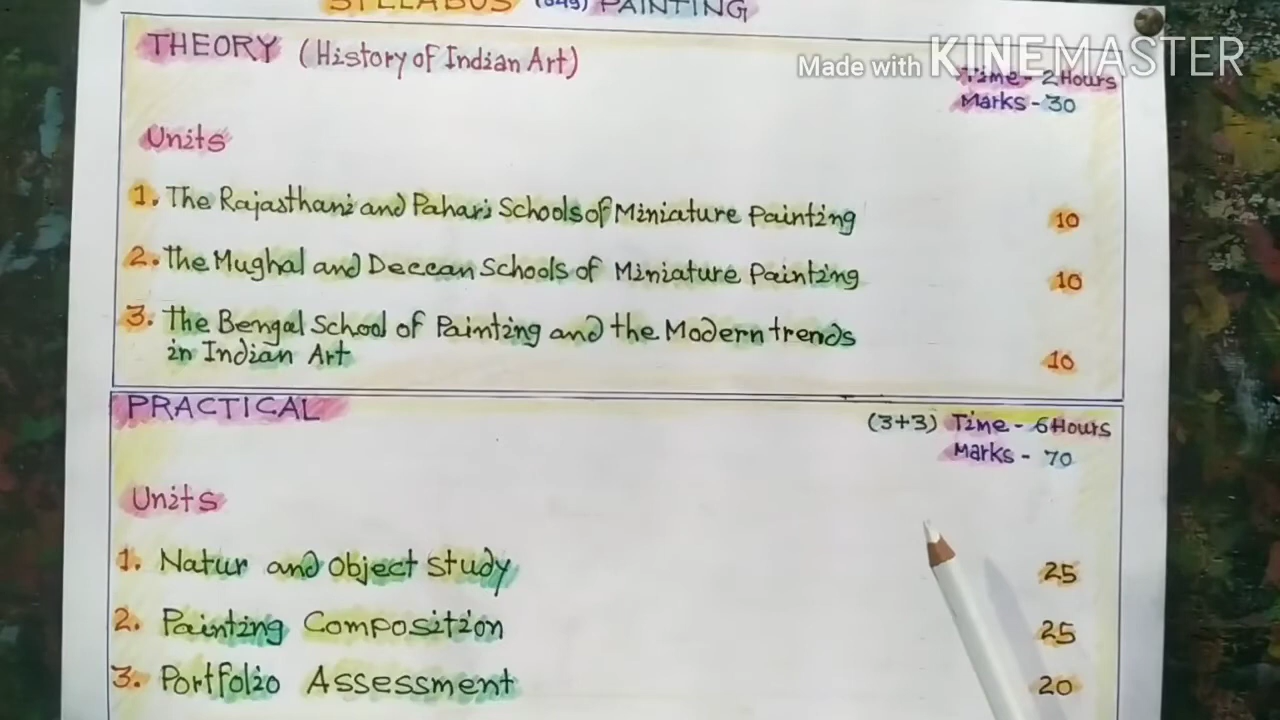 SYLLABUS (049) PAINTING
Made with KINEMASTER
THEORY (History of Indian Art)
Time - 2 Hours
Marks - 30
Units
1. The Rajasthani and Pahari Schools of Miniature Painting 10
2. The Mughal and Deccan Schools of Miniature Painting 10
3. The Bengal School of Painting and the Modern trends
in Indian Art 10
PRACTICAL
(3+3) Time - 6 Hours
Marks - 70
Units
1. Natur and Object Study 25
2. Painting Composition 25
3. Portfolio Assessment 20